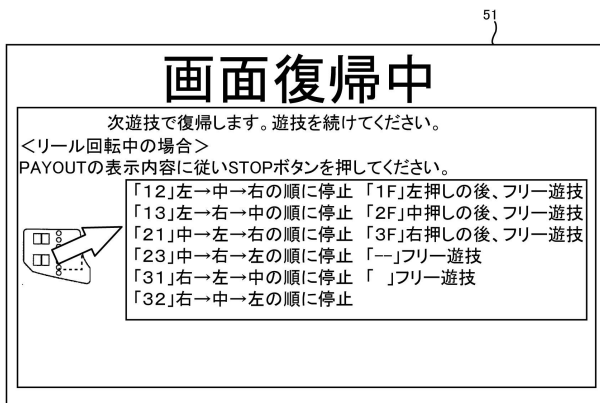 51
画面復帰中
次遊技で復帰します。遊技を続けてください。
＜リール回転中の場合＞
PAYOUTの表示内容に従いSTOPボタンを押してください。
「12」左→中→右の順に停止 「1F」左押しの後、フリー遊技
「13」左→右→中の順に停止 「2F」中押しの後、フリー遊技
「21」中→左→右の順に停止 「3F」右押しの後、フリー遊技
「23」中→右→左の順に停止 「--」フリー遊技
「31」右→左→中の順に停止 「　」フリー遊技
「32」右→中→左の順に停止